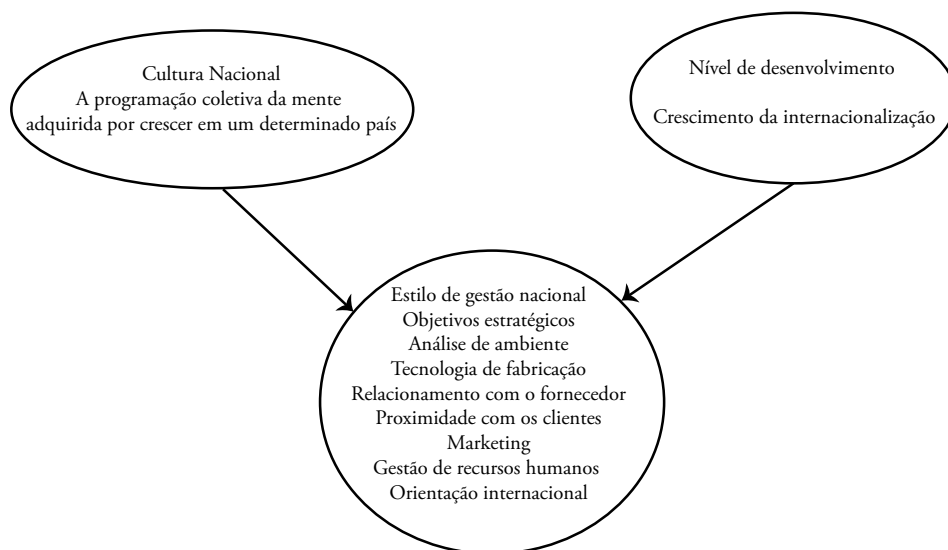 Cultura Nacional
A programação coletiva da mente
adquirida por crescer em um determinado país
Nível de desenvolvimento
Crescimento da internacionalização
Estilo de gestão nacional
Objetivos estratégicos
Análise de ambiente
Tecnologia de fabricação
Relacionamento com o fornecedor
Proximidade com os clientes
Marketing
Gestão de recursos humanos
Orientação internacional